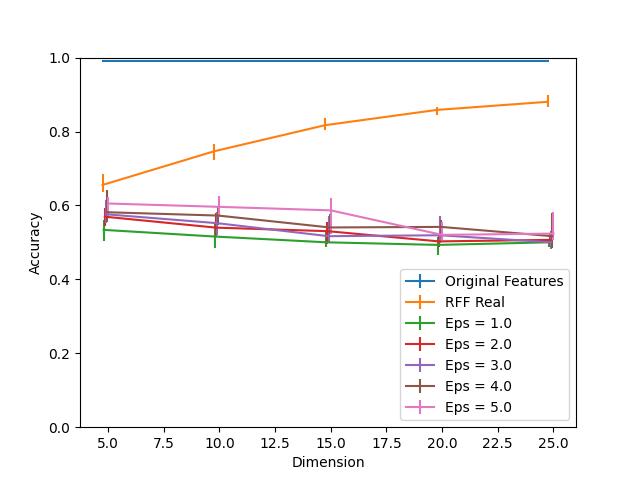 1.0
0.8
0.6
0.4
0.2
0.0
Accuracy
Original Features
RFF Real
Eps = 1.0
Eps = 2.0
Eps = 3.0
Eps = 4.0
Eps = 5.0
5.0 7.5 10.0 12.5 15.0 17.5 20.0 22.5 25.0
Dimension